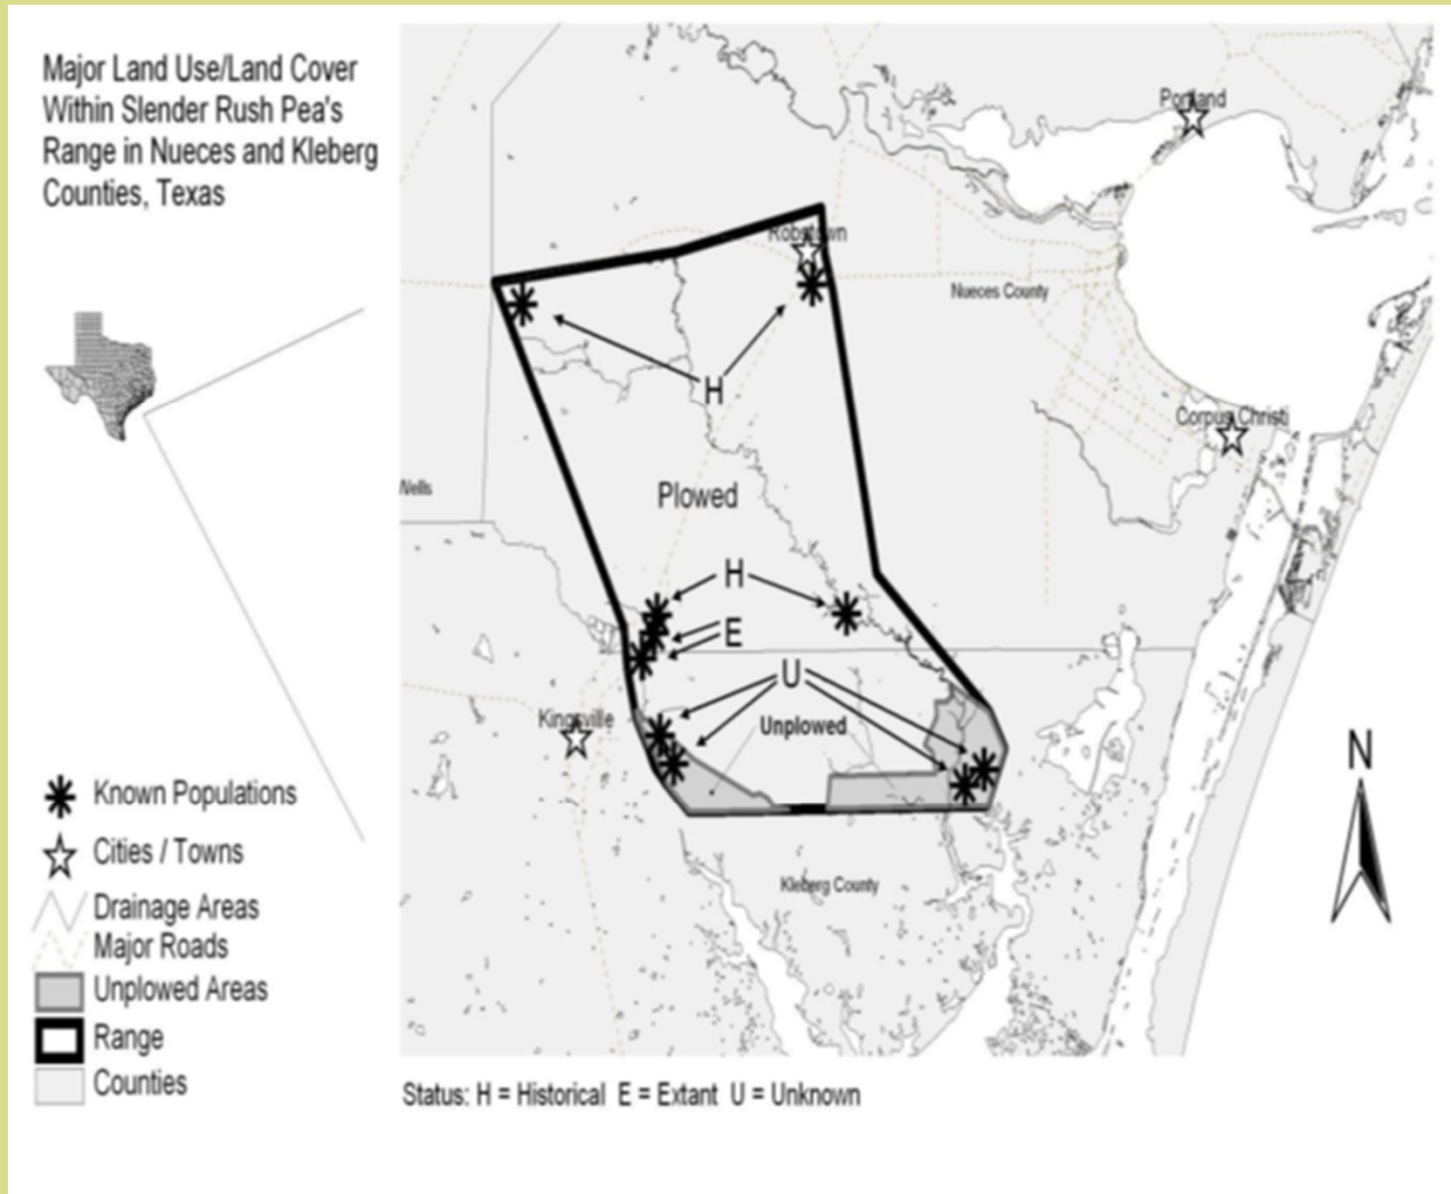 Major Land Use/Land Cover
Within Slender Rush Pea's
Range in Nueces and Kleberg
Counties, Texas
Portland
Robstown
Nueces County
H
Corpus Christi
Wells
Plowed
H
E
U
Kingsville
Unplowed
N
Kleberg County
Known Populations
Cities / Towns
Drainage Areas
Major Roads
Unplowed Areas
Range
Counties
Status: H = Historical E = Extant U = Unknown